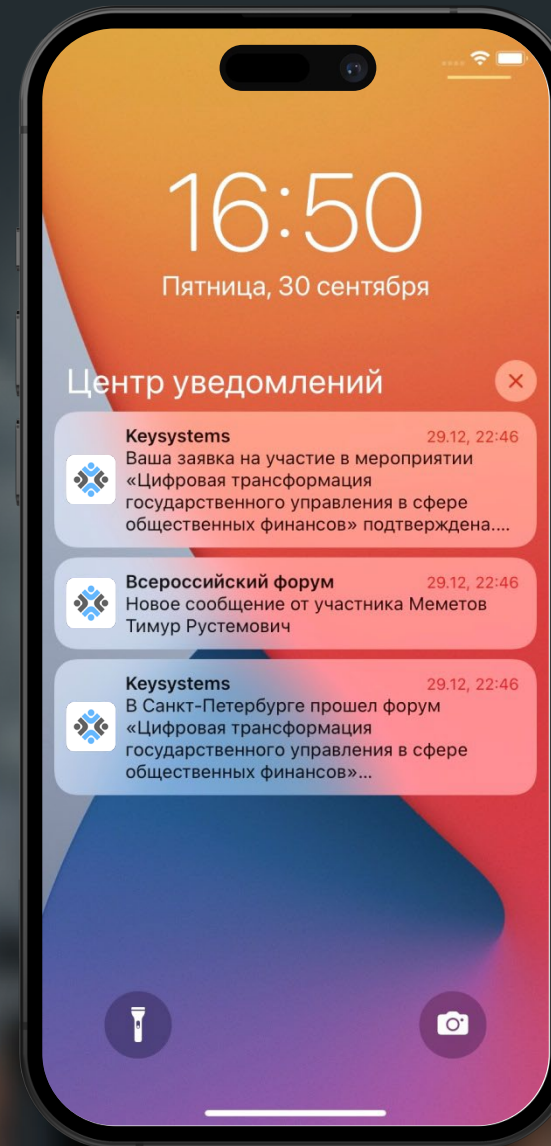 16:50
Пятница, 30 сентября
Центр уведомлений
Keysystems 29.12, 22:46
Ваша заявка на участие в мероприятии
«Цифровая трансформация
государственного управления в сфере
общественных финансов» подтверждена....
Всероссийский форум 29.12, 22:46
Новое сообщение от участника Меметов
Тимур Рустемович
Keysystems 29.12, 22:46
В Санкт-Петербурге прошел форум
«Цифровая трансформация
государственного управления в сфере
общественных финансов»...